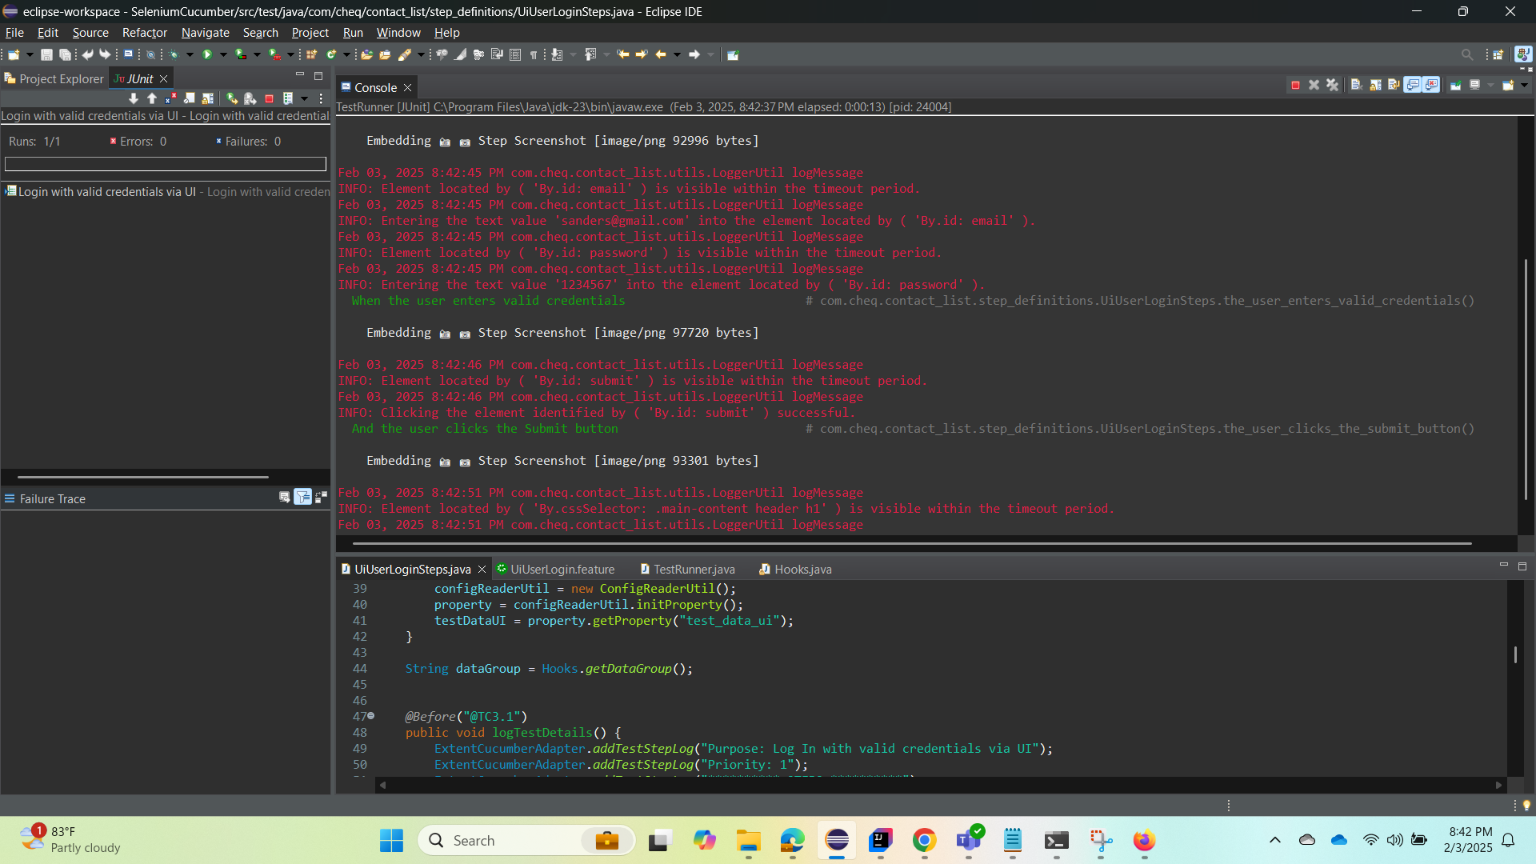 eclipse-workspace - SeleniumCucumber/src/test/java/com/cheq/contact_list/step_definitions/UiUserLoginSteps.java - Eclipse IDE
File Edit Source Refactor Navigate Search Project Run Window Help
Project Explorer JUnit
Login with valid credentials via UI - Login with valid credential
Runs: 1/1 Errors: 0 Failures: 0
Login with valid credentials via UI - Login with valid creden
Failure Trace
Console
TestRunner [JUnit] C:\Program Files\Java\jdk-23\bin\javaw.exe (Feb 3, 2025, 8:42:37 PM elapsed: 0:00:13) [pid: 24004]
Embedding Step Screenshot [image/png 92996 bytes]
Feb 03, 2025 8:42:45 PM com.cheq.contact_list.utils.LoggerUtil logMessage
INFO: Element located by ( 'By.id: email' ) is visible within the timeout period.
Feb 03, 2025 8:42:45 PM com.cheq.contact_list.utils.LoggerUtil logMessage
INFO: Entering the text value 'sanders@gmail.com' into the element located by ( 'By.id: email' ).
Feb 03, 2025 8:42:45 PM com.cheq.contact_list.utils.LoggerUtil logMessage
INFO: Element located by ( 'By.id: password' ) is visible within the timeout period.
Feb 03, 2025 8:42:45 PM com.cheq.contact_list.utils.LoggerUtil logMessage
INFO: Entering the text value '1234567' into the element located by ( 'By.id: password' ).
When the user enters valid credentials # com.cheq.contact_list.step_definitions.UiUserLoginSteps.the_user_enters_valid_credentials()
Embedding Step Screenshot [image/png 97720 bytes]
Feb 03, 2025 8:42:46 PM com.cheq.contact_list.utils.LoggerUtil logMessage
INFO: Element located by ( 'By.id: submit' ) is visible within the timeout period.
Feb 03, 2025 8:42:46 PM com.cheq.contact_list.utils.LoggerUtil logMessage
INFO: Clicking the element identified by ( 'By.id: submit' ) successful.
And the user clicks the Submit button # com.cheq.contact_list.step_definitions.UiUserLoginSteps.the_user_clicks_the_submit_button()
Embedding Step Screenshot [image/png 93301 bytes]
Feb 03, 2025 8:42:51 PM com.cheq.contact_list.utils.LoggerUtil logMessage
INFO: Element located by ( 'By.cssSelector: .main-content header h1' ) is visible within the timeout period.
Feb 03, 2025 8:42:51 PM com.cheq.contact_list.utils.LoggerUtil logMessage
UiUserLoginSteps.java UiUserLogin.feature TestRunner.java Hooks.java
39 configReaderUtil = new ConfigReaderUtil();
40 property = configReaderUtil.initProperty();
41 testDataUI = property.getProperty("test_data_ui");
42 }
43
44 String dataGroup = Hooks.getDataGroup();
45
46
47 @Before("@TC3.1")
48 public void logTestDetails() {
49 ExtentCucumberAdapter.addTestStepLog("Purpose: Log In with valid credentials via UI");
50 ExtentCucumberAdapter.addTestStepLog("Priority: 1");
1 83°F
Partly cloudy
Search
8:42 PM
2/3/2025